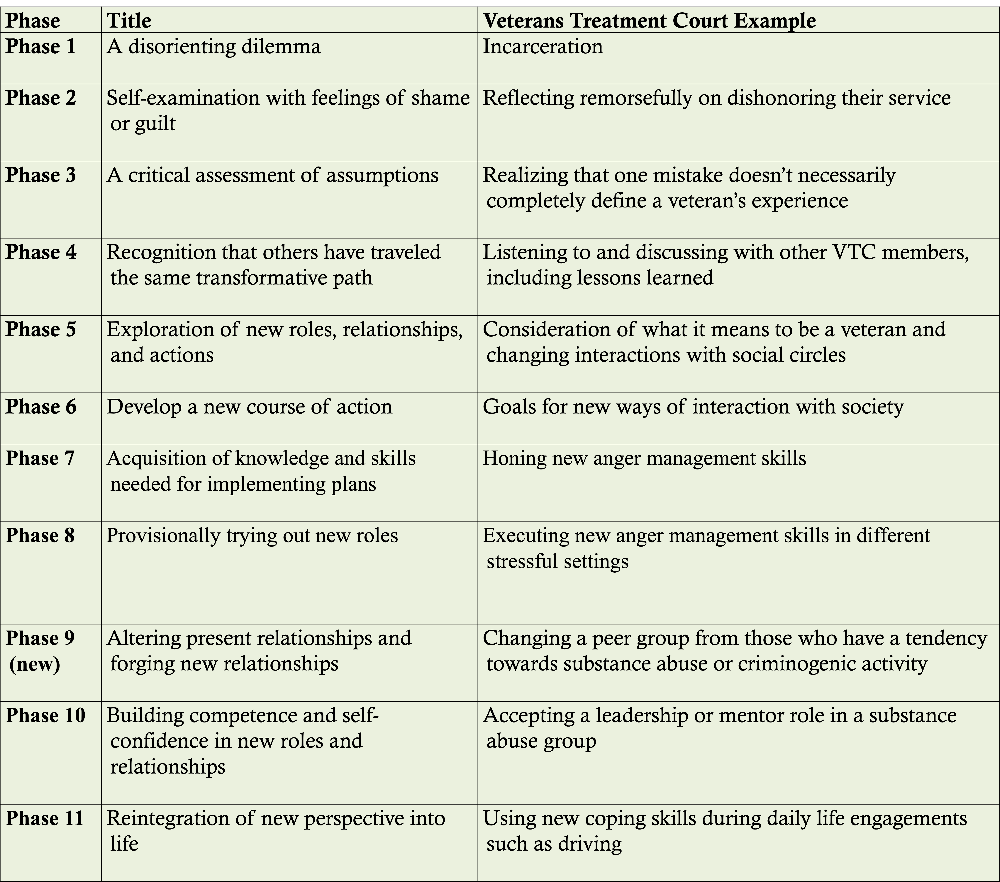 Phase Title Veterans Treatment Court Example
Phase 1 A disorienting dilemma Incarceration
Phase 2 Self-examination with feelings of shame Reflecting remorsefully on dishonoring their service
or guilt
Phase 3 A critical assessment of assumptions Realizing that one mistake doesn’t necessarily
completely define a veteran’s experience
Phase 4 Recognition that others have traveled Listening to and discussing with other VTC members,
the same transformative path including lessons learned
Phase 5 Exploration of new roles, relationships, Consideration of what it means to be a veteran and
and actions changing interactions with social circles
Phase 6 Develop a new course of action Goals for new ways of interaction with society
Phase 7 Acquisition of knowledge and skills Honing new anger management skills
needed for implementing plans
Phase 8 Provisionally trying out new roles Executing new anger management skills in different
stressful settings
Phase 9 Altering present relationships and Changing a peer group from those who have a tendency
(new) forging new relationships towards substance abuse or criminogenic activity
Phase 10 Building competence and self- Accepting a leadership or mentor role in a substance
confidence in new roles and abuse group
relationships
Phase 11 Reintegration of new perspective into Using new coping skills during daily life engagements
life such as driving